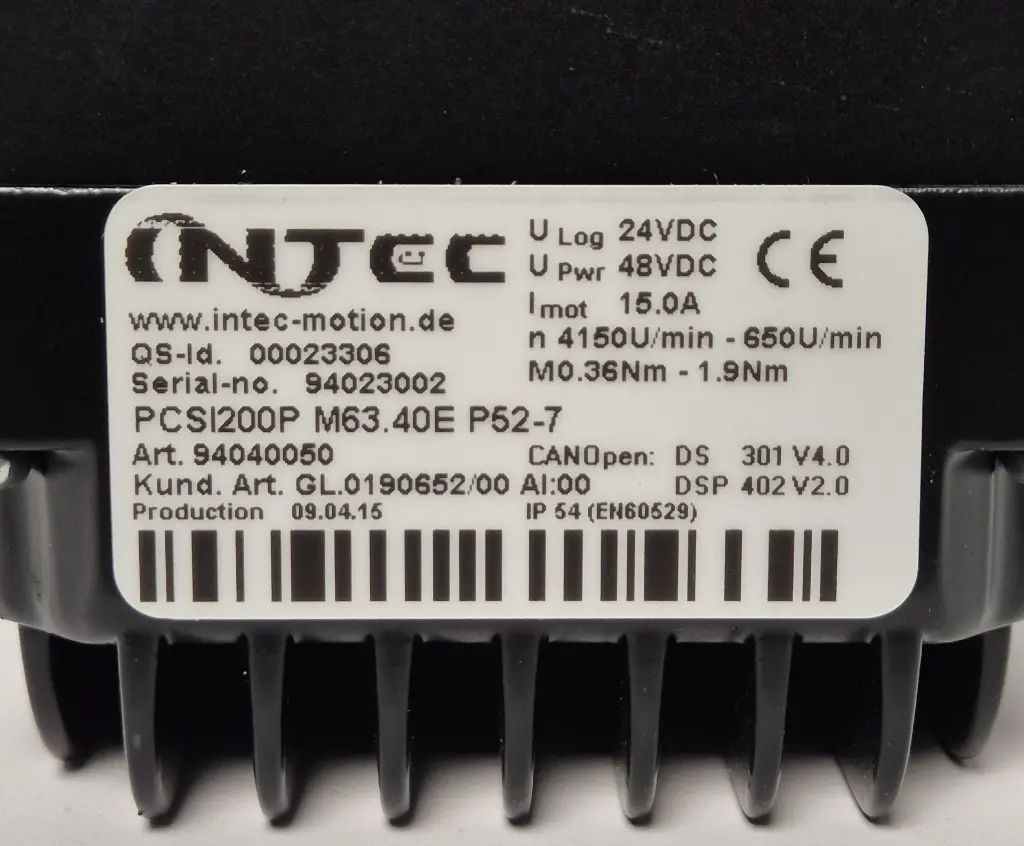 INTEC
www.intec-motion.de
QS-Id. 00023306
Serial-no. 94023002
U Log 24VDC
U Pwr 48VDC
I mot 15.0A
n 4150U/min - 650U/min
M0.36Nm - 1.9Nm
CE
PCSI200P M63.40E P52-7
Art. 94040050 CANOpen: DS 301 V4.0
Kund. Art. GL.0190652/00 AI:00 DSP 402 V2.0
Production 09.04.15 IP 54 (EN60529)